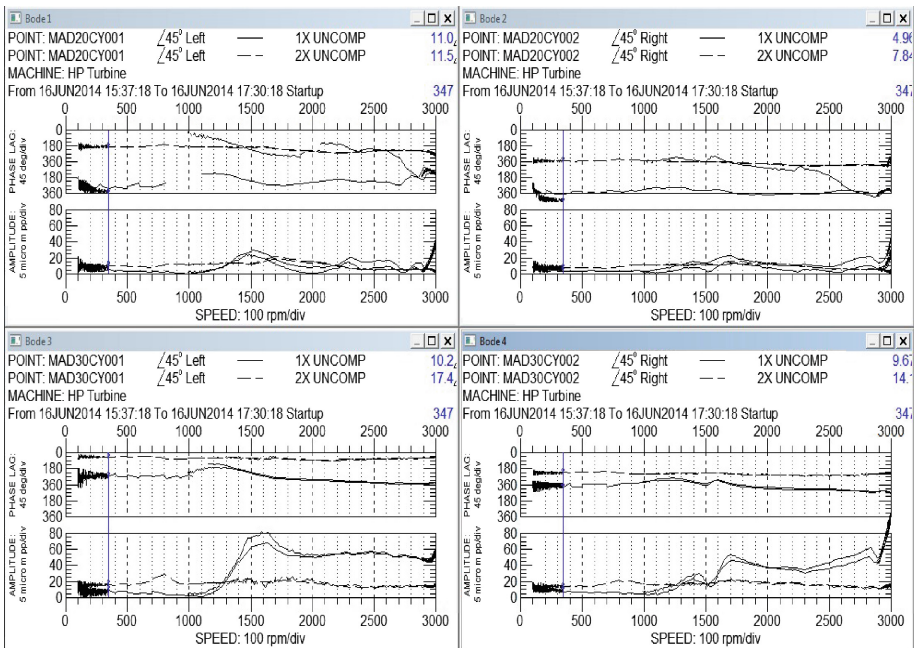 Bode 1
POINT: MAD20CY001 ∠45° Left 1X UNCOMP 11.0
POINT: MAD20CY001 ∠45° Left 2X UNCOMP 11.5
MACHINE: HP Turbine
From 16JUN2014 15:37:18 To 16JUN2014 17:30:18 Startup 347
0 500 1000 1500 2000 2500 3000
PHASE LAG:
45 deg/div
0
180
360
180
360
AMPLITUDE:
5 micro m pp/div
80
60
40
20
0
0 500 1000 1500 2000 2500 3000
SPEED: 100 rpm/div
Bode 2
POINT: MAD20CY002 ∠45° Right 1X UNCOMP 4.96
POINT: MAD20CY002 ∠45° Right 2X UNCOMP 7.84
MACHINE: HP Turbine
From 16JUN2014 15:37:18 To 16JUN2014 17:30:18 Startup 347
0 500 1000 1500 2000 2500 3000
PHASE LAG:
45 deg/div
0
180
360
180
360
AMPLITUDE:
5 micro m pp/div
80
60
40
20
0
0 500 1000 1500 2000 2500 3000
SPEED: 100 rpm/div
Bode 3
POINT: MAD30CY001 ∠45° Left 1X UNCOMP 10.2
POINT: MAD30CY001 ∠45° Left 2X UNCOMP 17.4
MACHINE: HP Turbine
From 16JUN2014 15:37:18 To 16JUN2014 17:30:18 Startup 347
0 500 1000 1500 2000 2500 3000
PHASE LAG:
45 deg/div
0
180
360
180
360
AMPLITUDE:
5 micro m pp/div
80
60
40
20
0
0 500 1000 1500 2000 2500 3000
SPEED: 100 rpm/div
Bode 4
POINT: MAD30CY002 ∠45° Right 1X UNCOMP 9.67
POINT: MAD30CY002 ∠45° Right 2X UNCOMP 14.1
MACHINE: HP Turbine
From 16JUN2014 15:37:18 To 16JUN2014 17:30:18 Startup 347
0 500 1000 1500 2000 2500 3000
PHASE LAG:
45 deg/div
0
180
360
180
360
AMPLITUDE:
5 micro m pp/div
80
60
40
20
0
0 500 1000 1500 2000 2500 3000
SPEED: 100 rpm/div